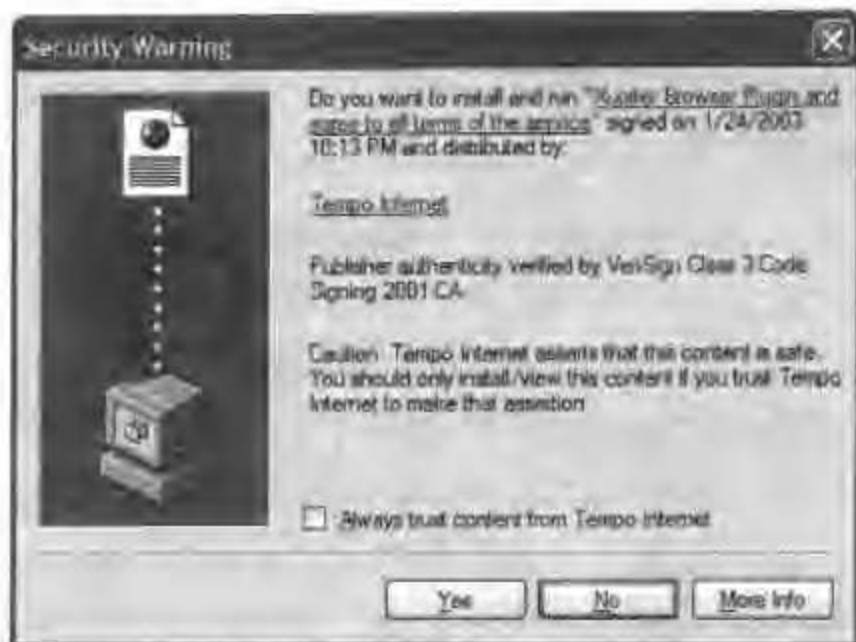 Security Warning
Do you want to install and run "Xupiter Browser Plugin and
agree to all terms of the service" signed on 1/24/2003
10:13 PM and distributed by:
Tempo Internet
Publisher authenticity verified by VeriSign Class 3 Code
Signing 2001 CA
Caution: Tempo Internet asserts that this content is safe.
You should only install/view this content if you trust Tempo
Internet to make that assertion.
Always trust content from Tempo Internet
Yes
No
More Info